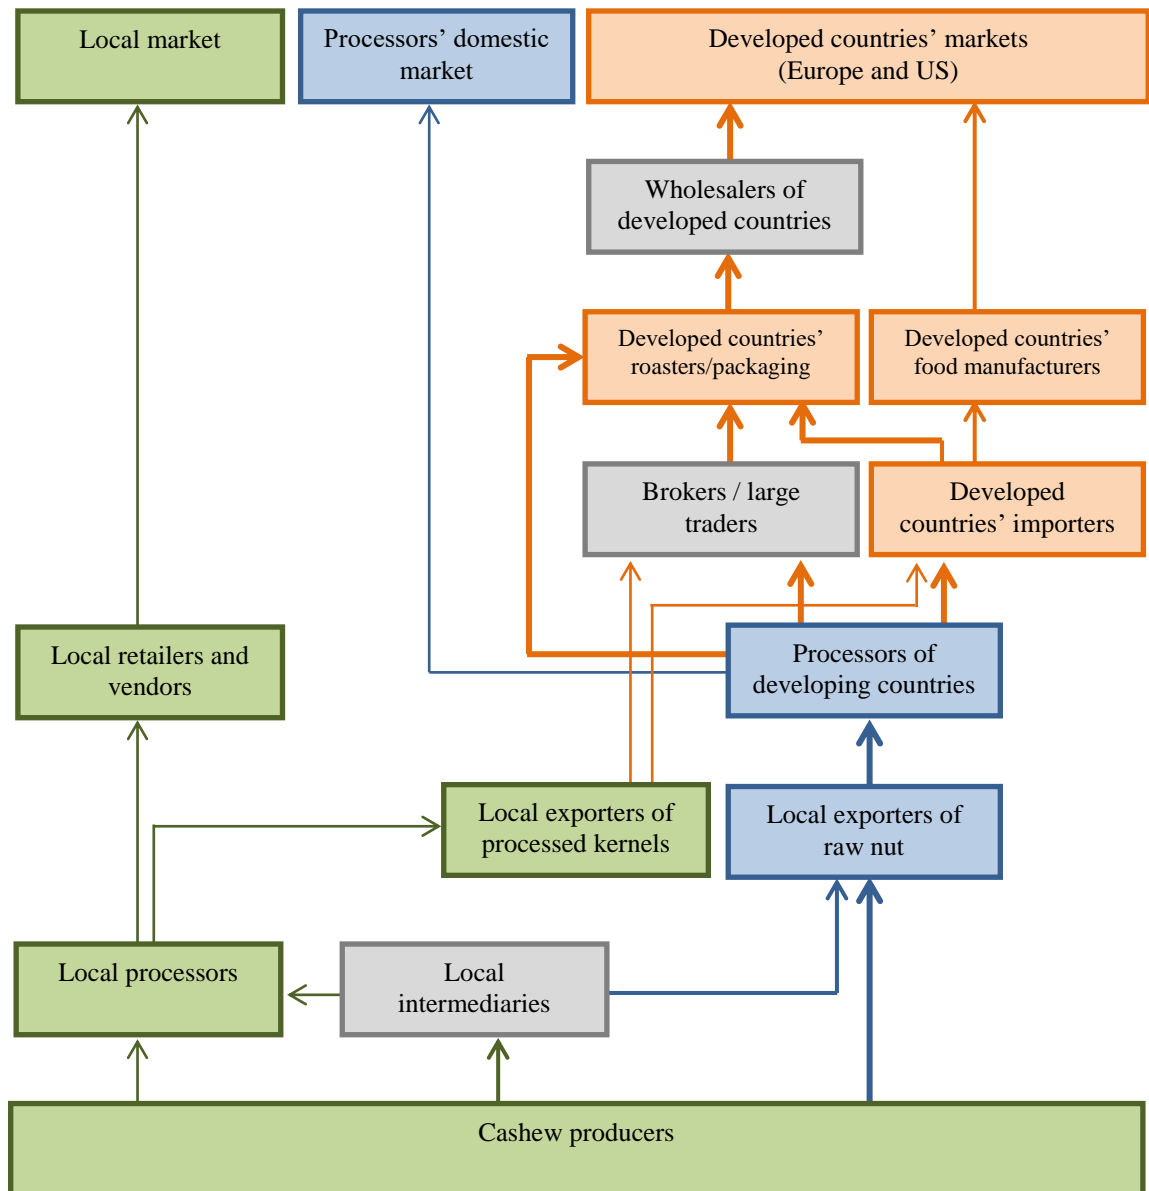 Local market
Processors’ domestic
market
Developed countries’ markets
(Europe and US)
Wholesalers of
developed countries
Developed countries’
roasters/packaging
Developed countries’
food manufacturers
Brokers / large
traders
Developed
countries’ importers
Local retailers and
vendors
Processors of
developing countries
Local exporters of
processed kernels
Local exporters of
raw nut
Local processors
Local
intermediaries
Cashew producers